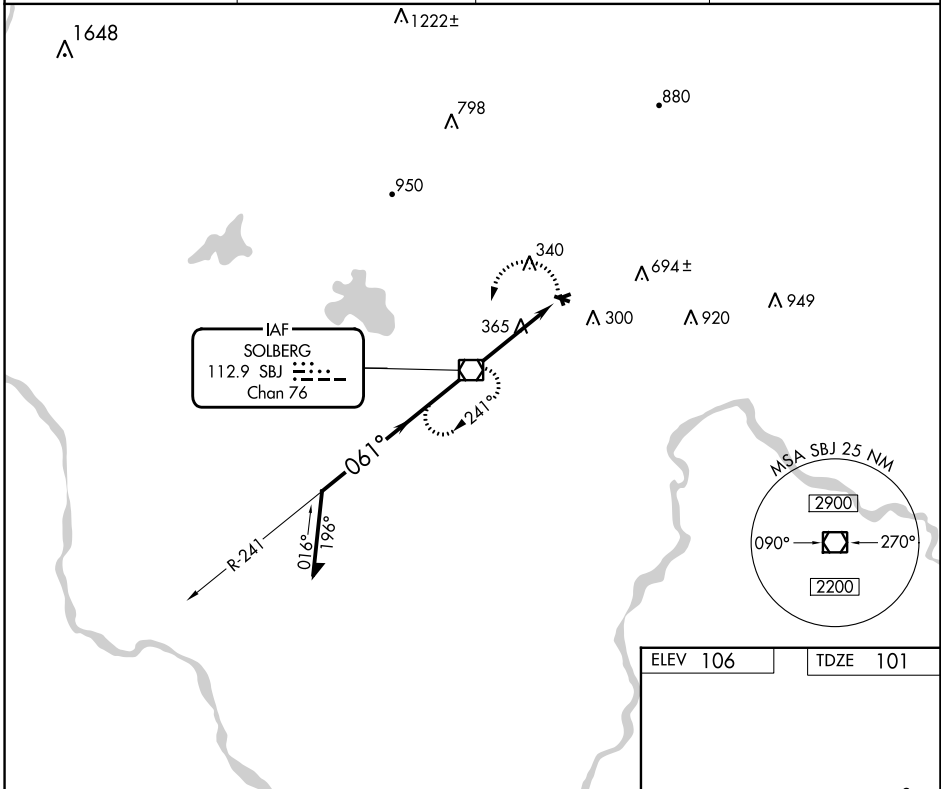 1648
1222±
798
880
950
340
694±
949
365
300
920
IAF
SOLBERG
112.9 SBJ
Chan 76
241°
061°
R-241
016°
196°
MSA SBJ 25 NM
2900
090°
270°
2200
ELEV 106
TDZE 101